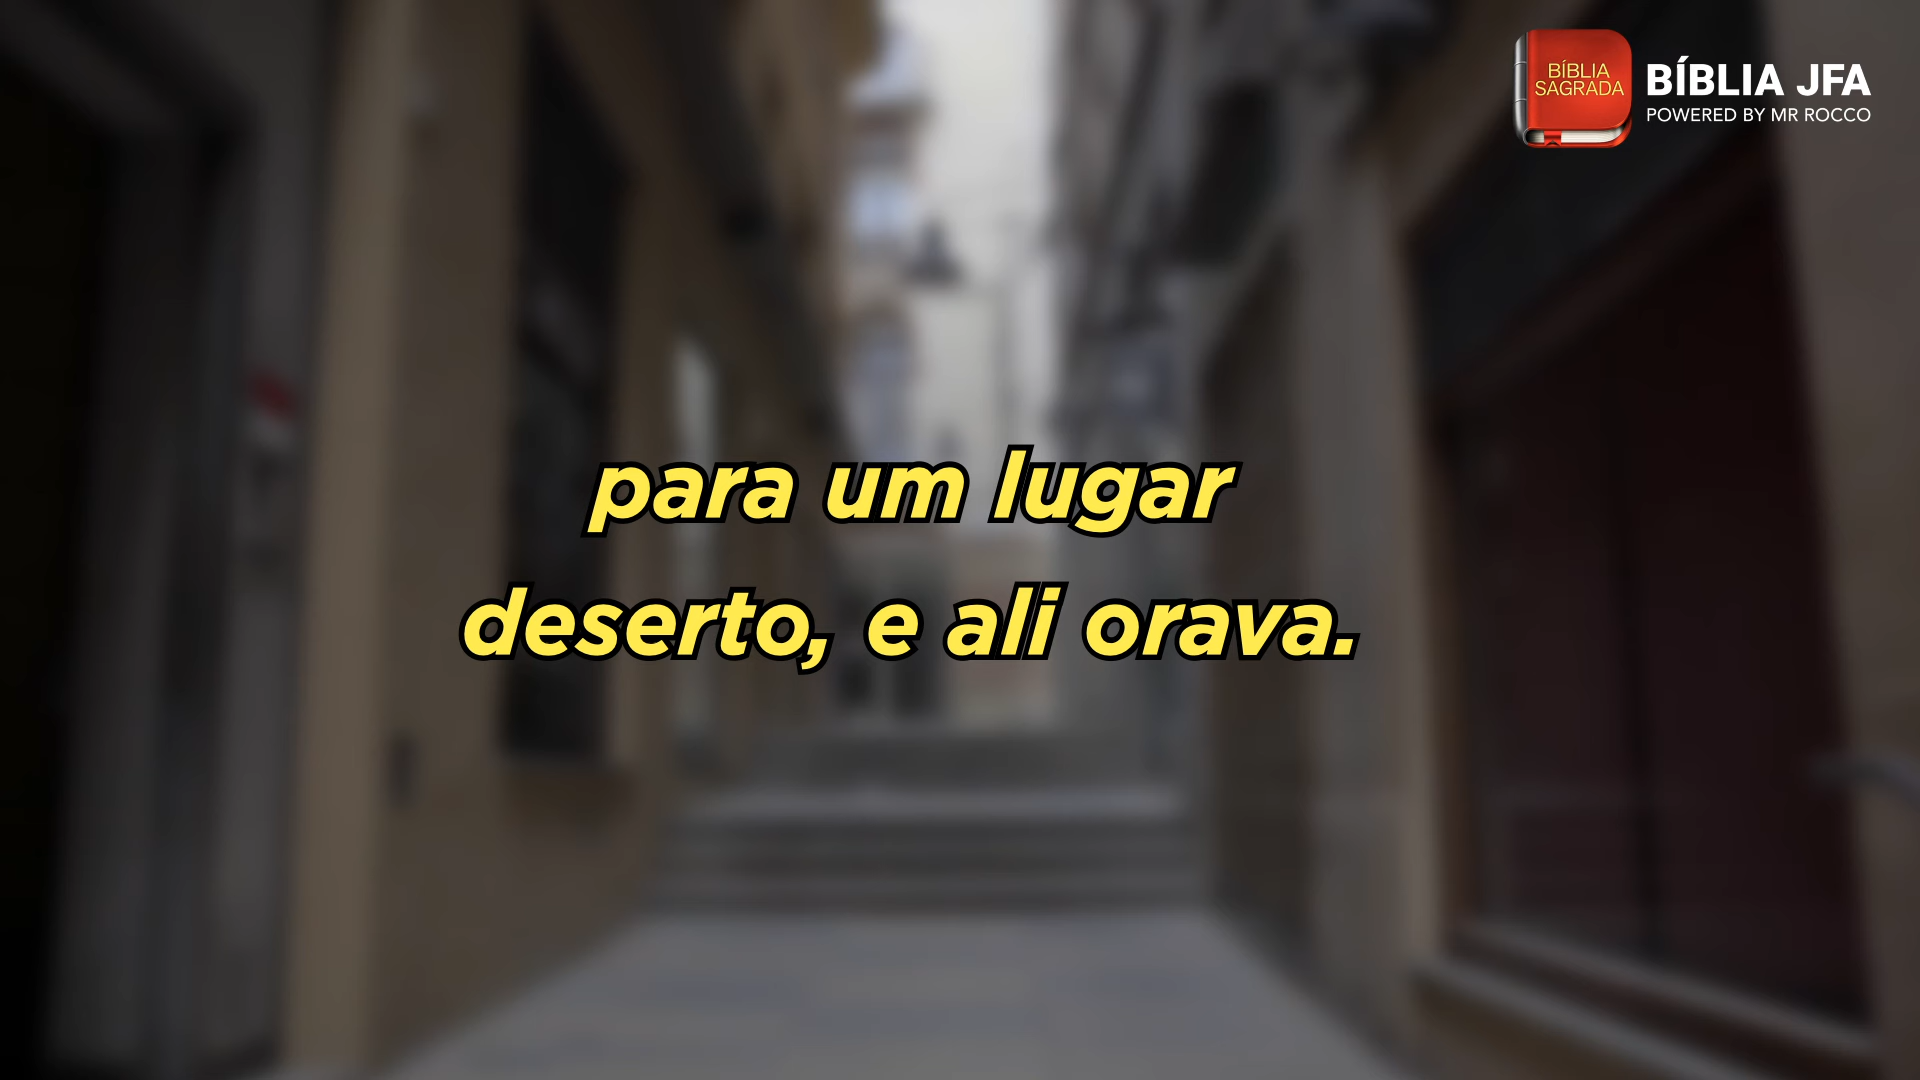 BÍBLIA
SAGRADA
BÍBLIA JFA
POWERED BY MR ROCCO
para um lugar
deserto, e ali orava.